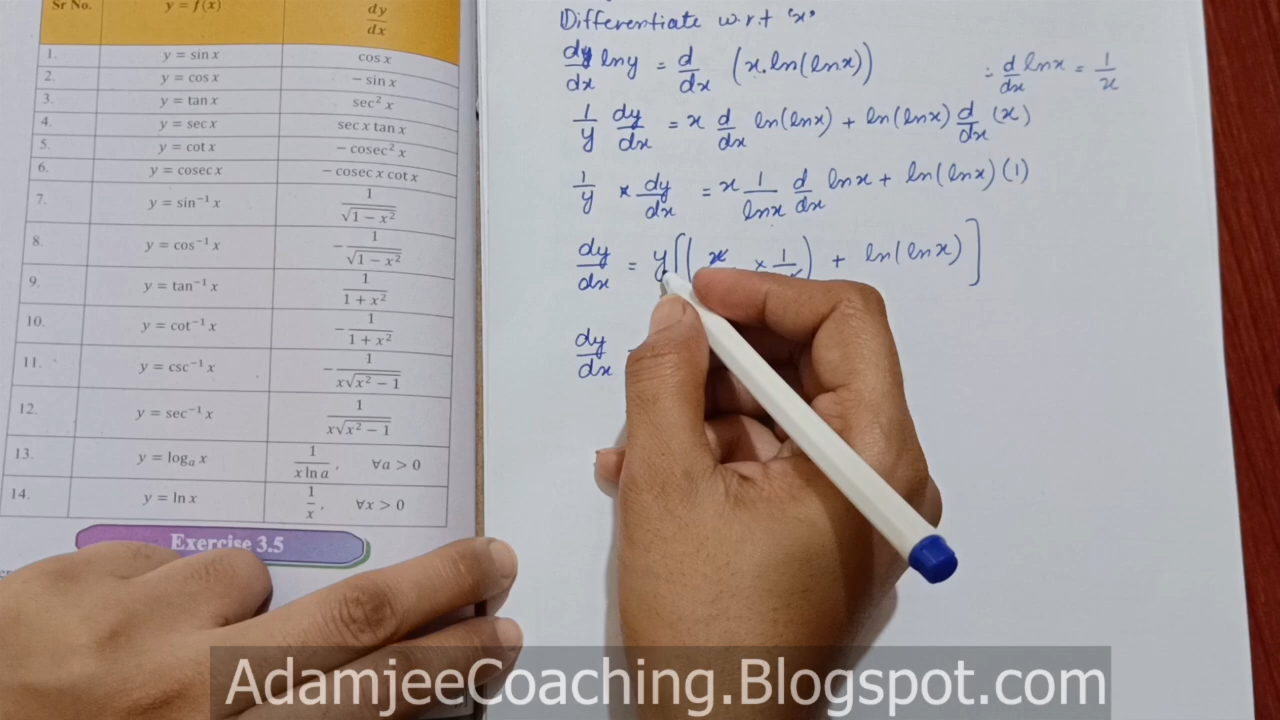 Sr No. y = f(x) dy/dx
1. y = sin x cos x
2. y = cos x − sin x
3. y = tan x sec² x
4. y = sec x sec x tan x
5. y = cot x − cosec² x
6. y = cosec x − cosec x cot x
7. y = sin⁻¹ x 1/√(1 − x²)
8. y = cos⁻¹ x −1/√(1 − x²)
9. y = tan⁻¹ x 1/(1 + x²)
10. y = cot⁻¹ x −1/(1 + x²)
11. y = csc⁻¹ x −1/(x√(x² − 1))
12. y = sec⁻¹ x 1/(x√(x² − 1))
13. y = logₐ x 1/(x ln a), ∀a > 0
14. y = ln x 1/x, ∀x > 0
Exercise 3.5
Differentiate w.r.t 'x'
dy/dx lny = d/dx (x.ln(lnx)) ∵ d/dx lnx = 1/x
1/y dy/dx = x d/dx ln(lnx) + ln(lnx) d/dx (x)
1/y × dy/dx = x 1/lnx d/dx lnx + ln(lnx) (1)
dy/dx = y[(x × 1/x) + ln(lnx)]
dy/dx =
AdamjeeCoaching.Blogspot.com